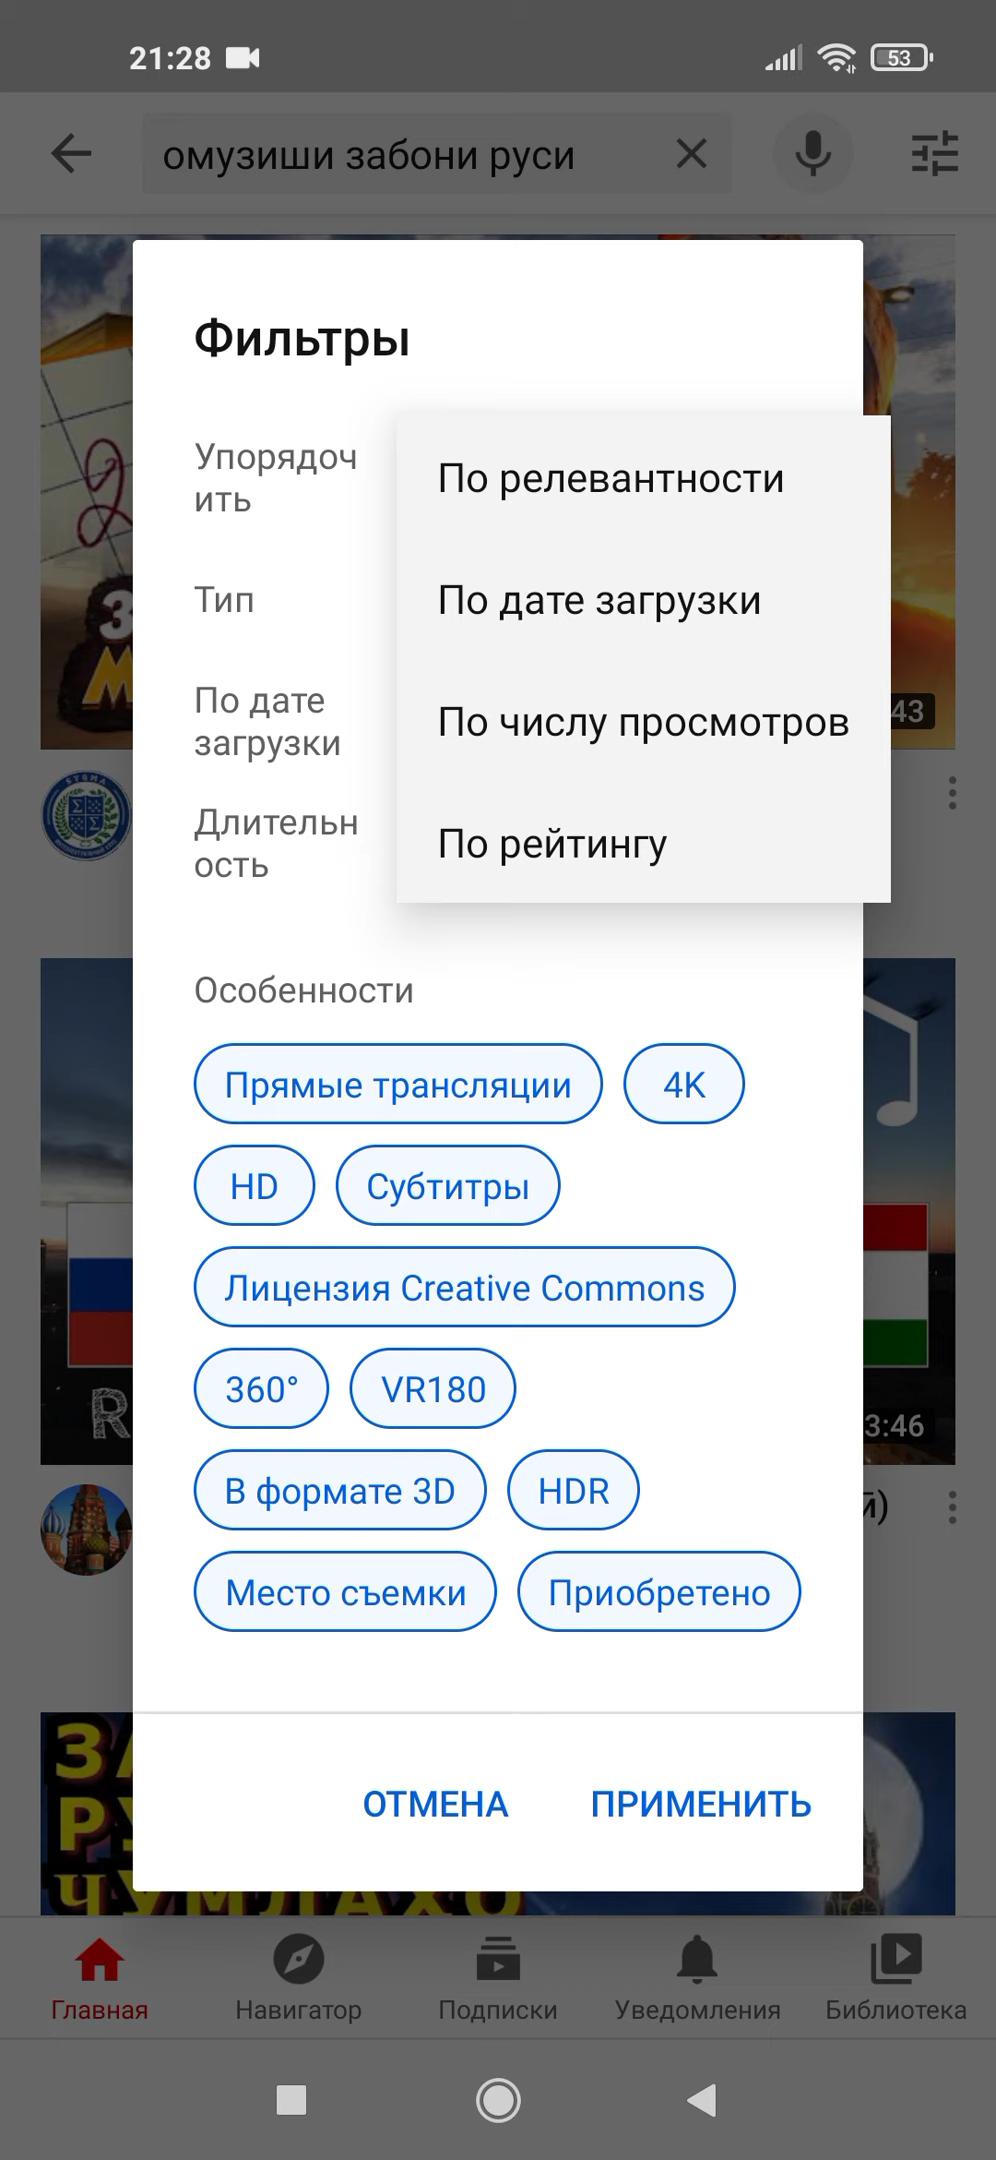 21:28
53
омузиши забони руси
Фильтры
Упорядоч
ить
По релевантности
Тип
По дате загрузки
По дате
загрузки
По числу просмотров
43
Длительн
ость
По рейтингу
Особенности
Прямые трансляции
4K
HD
Субтитры
Лицензия Creative Commons
360°
VR180
R
3:46
В формате 3D
HDR
й)
Место съемки
Приобретено
ОТМЕНА
ПРИМЕНИТЬ
ЧУМЛАҲО
Главная
Навигатор
Подписки
Уведомления
Библиотека